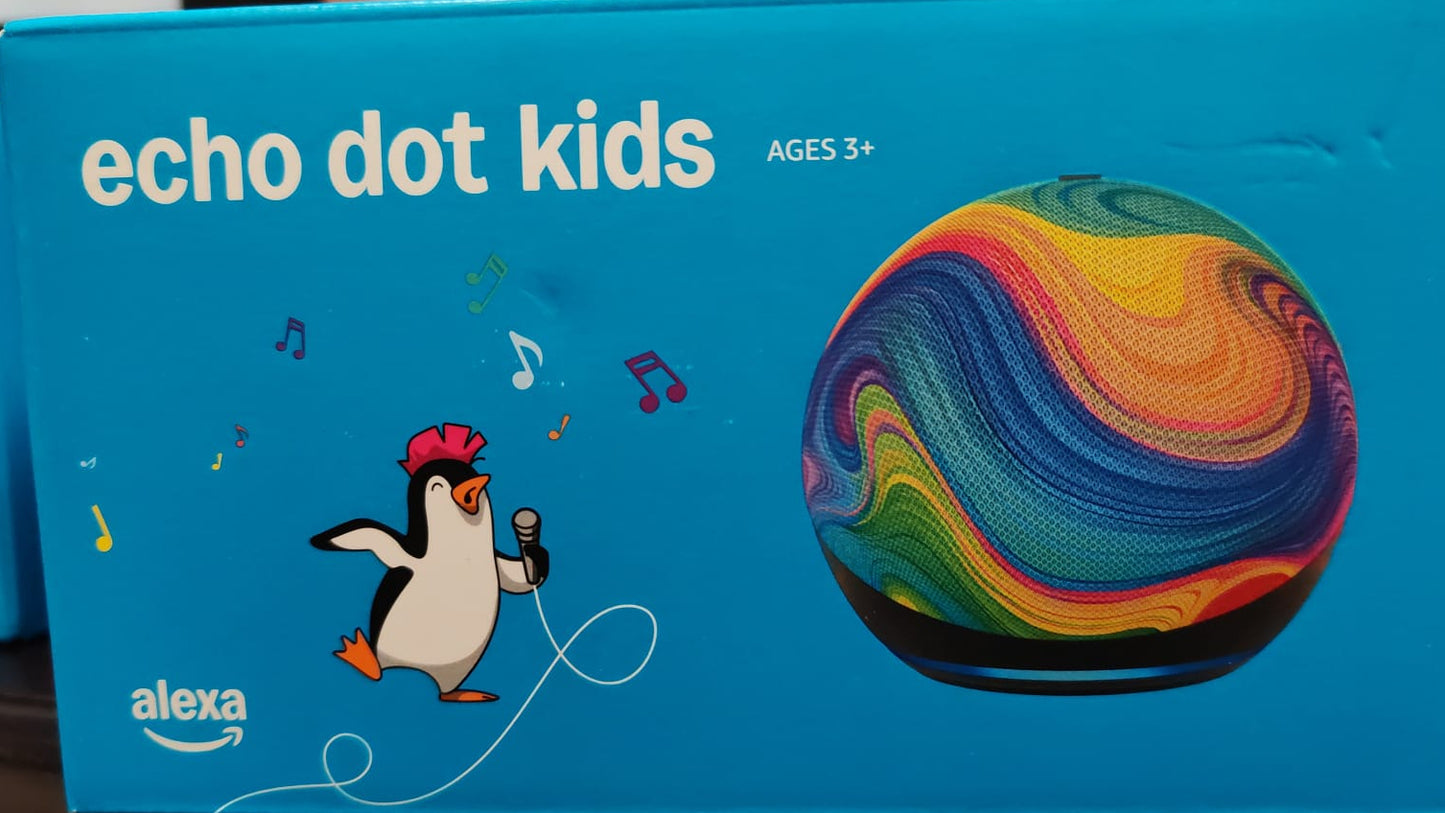 echo dot kids
AGES 3+
alexa